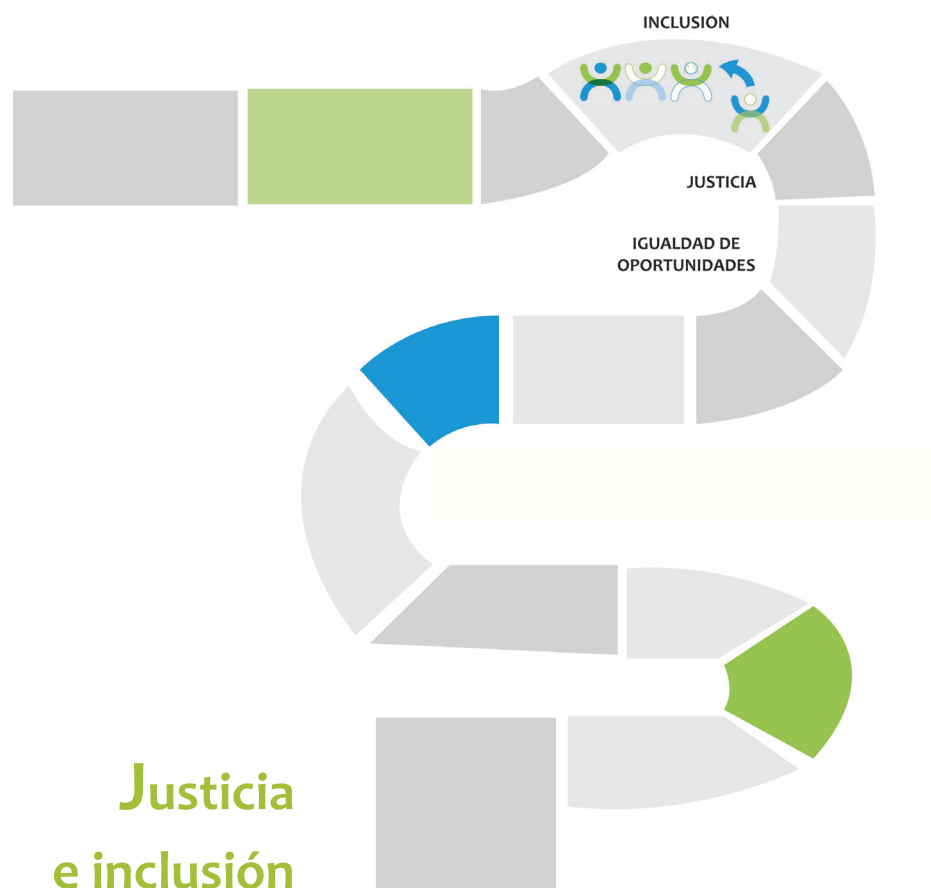 INCLUSIÓN
JUSTICIA
IGUALDAD DE
OPORTUNIDADES
Justicia
e inclusión